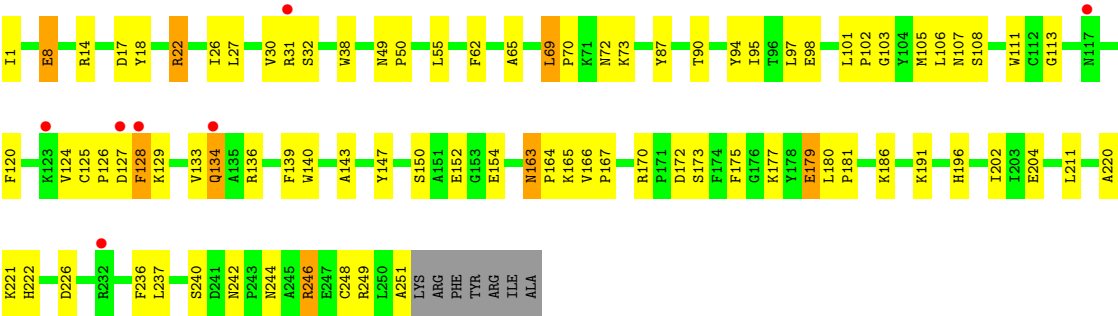 I1 E8 R14 D17 Y18 R22 I26 L27 V30 R31 S32 W38 N49 P50 L55 F62 A65 L69 P70 K71 N72 K73 Y87 T90 Y94 I95 T96 L97 E98 L101 P102 G103 Y104 M105 L106 N107 S108 W111 C112 G113 N117
F120 K123 V124 C125 P126 D127 F128 K129 V133 Q134 A135 R136 F139 W140 A143 Y147 S150 A151 E152 G153 E154 N163 P164 K165 V166 P167 R170 P171 D172 S173 F174 F175 G176 K177 Y178 E179 L180 P181 K186 K191 H196 I202 I203 E204 L211 A220
K221 H222 D226 R232 F236 L237 S240 D241 N242 P243 N244 A245 R246 E247 C248 R249 L250 A251 LYS ARG PHE TYR ARG ILE ALA